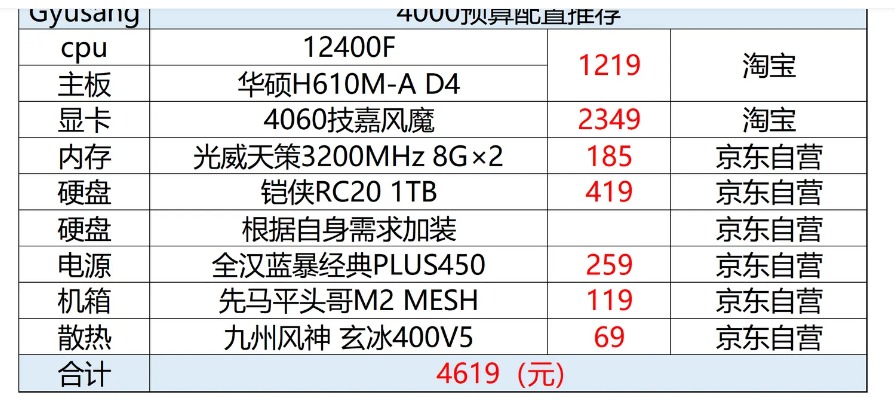 Gyusang 4000预算配置推荐
cpu 12400F 1219 淘宝
主板 华硕H610M-A D4
显卡 4060技嘉风魔 2349 淘宝
内存 光威天策3200MHz 8G×2 185 京东自营
硬盘 铠侠RC20 1TB 419 京东自营
硬盘 根据自身需求加装 京东自营
电源 全汉蓝暴经典PLUS450 259 京东自营
机箱 先马平头哥M2 MESH 119 京东自营
散热 九州风神 玄冰400V5 69 京东自营
合计 4619（元）